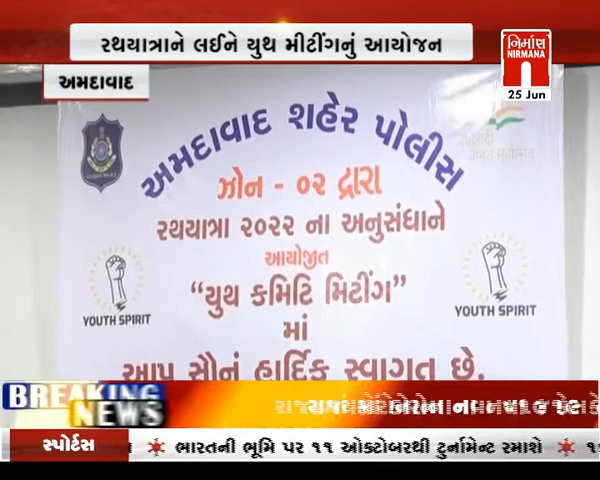 રથયાત્રાને લઈને યુથ મીટીંગનું આયોજન
નિર્માણ
NIRMANA
25 Jun
અમદાવાદ
અમદાવાદ શહેર પોલીસ
ઝોન - ૦૨ દ્વારા
રથયાત્રા ૨૦૨૨ ના અનુસંધાને
આયોજીત
“યુથ કમિટિ મિટીંગ”
માં
YOUTH SPIRIT
YOUTH SPIRIT
આપ સૌનું હાર્દિક સ્વાગત છે.
BREAKING
NEWS
સ્પોર્ટસ
ભારતની ભૂમિ પર ૧૧ ઓક્ટોબરથી ટુર્નામેન્ટ રમાશે